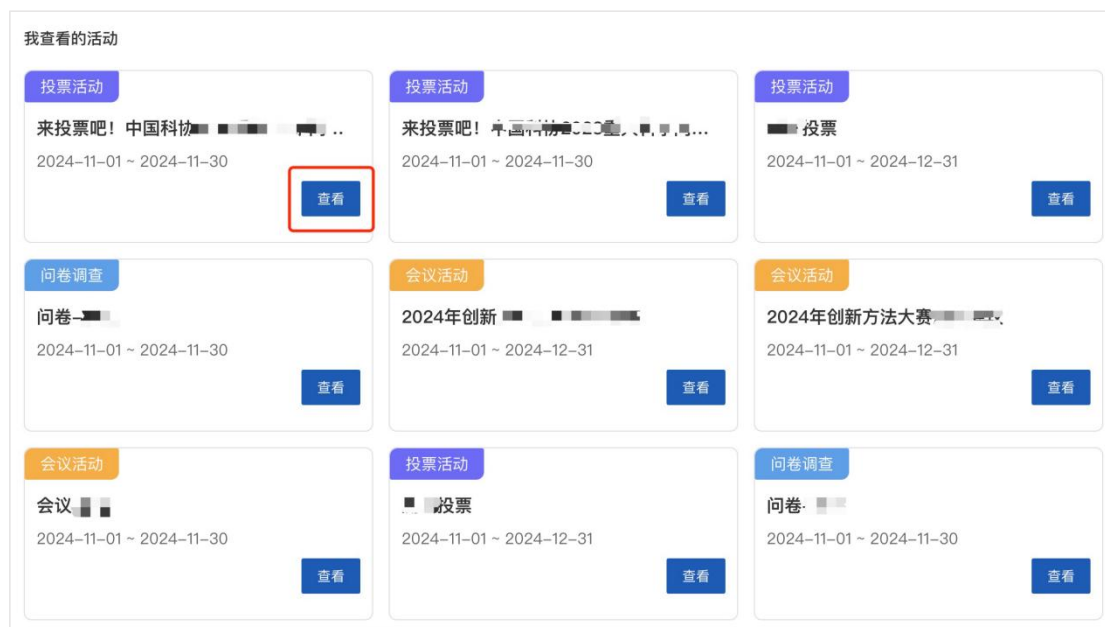 我查看的活动
投票活动
来投票吧！中国科协
2024-11-01 ~ 2024-11-30
查看
投票活动
来投票吧！
2024-11-01 ~ 2024-11-30
查看
投票活动
投票
2024-11-01 ~ 2024-12-31
查看
问卷调查
问卷-
2024-11-01 ~ 2024-11-30
查看
会议活动
2024年创新
2024-11-01 ~ 2024-12-31
查看
会议活动
2024年创新方法大赛
2024-11-01 ~ 2024-12-31
查看
会议活动
会议
2024-11-01 ~ 2024-11-30
查看
投票活动
投票
2024-11-01 ~ 2024-12-31
查看
问卷调查
问卷
2024-11-01 ~ 2024-11-30
查看